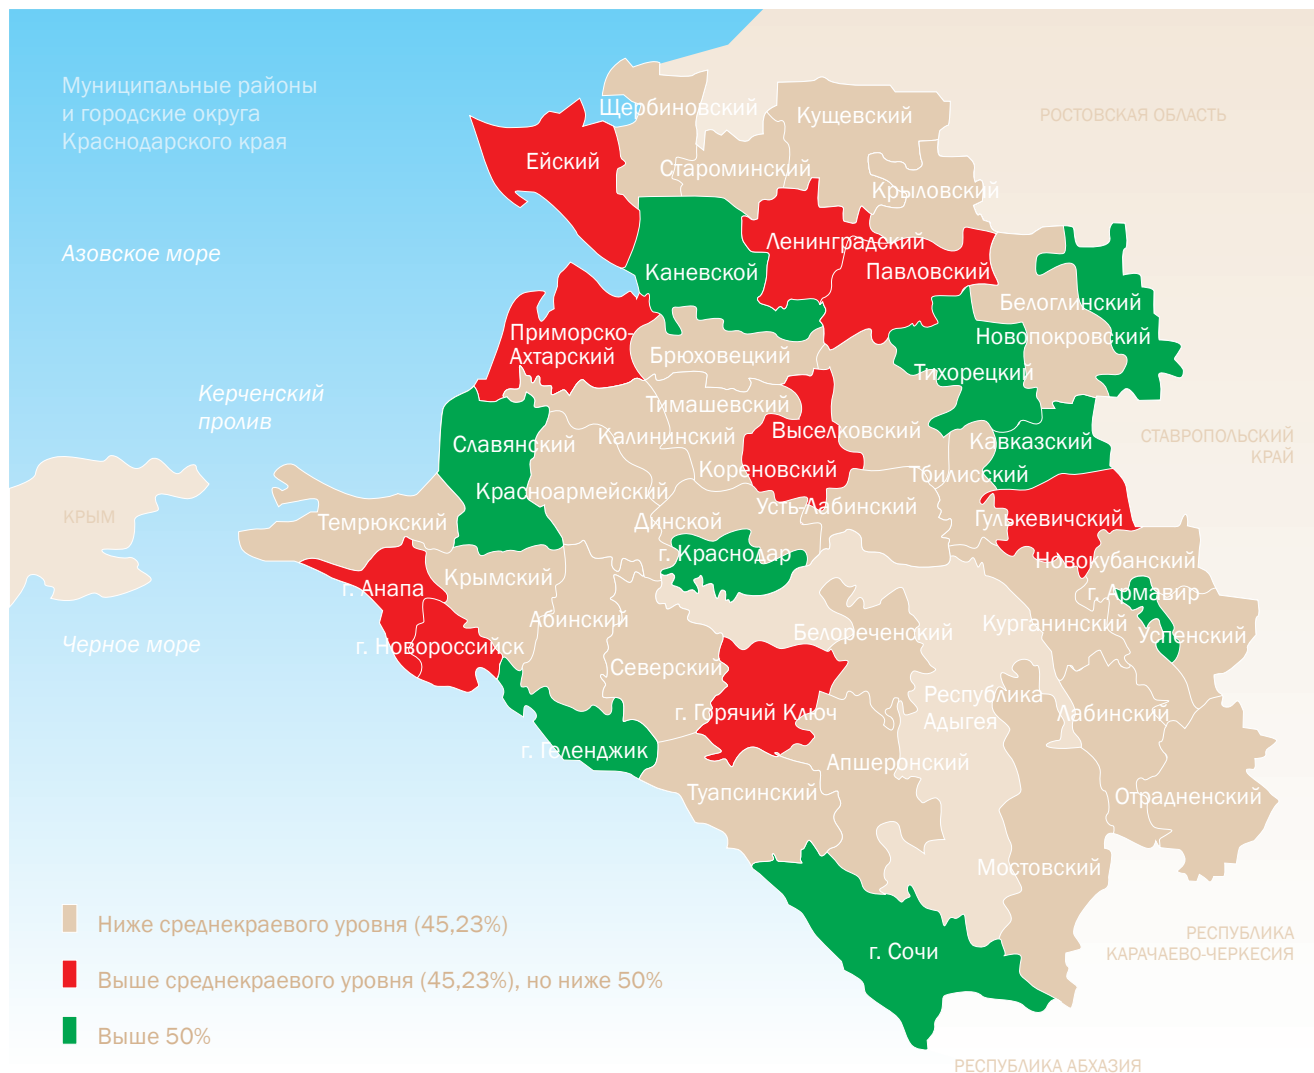 Муниципальные районы
и городские округа
Краснодарского края
РОСТОВСКАЯ ОБЛАСТЬ
Щербиновский
Кущевский
Ейский
Староминский
Крыловский
Азовское море
Ленинградский
Каневской
Павловский
Белоглинский
Приморско-
Ахтарский
Новопокровский
Брюховецкий
Тихорецкий
Керченский
пролив
Тимашевский
Выселковский
Калининский
Славянский
Кавказский
СТАВРОПОЛЬСКИЙ
КРАЙ
Кореновский
Тбилисский
Красноармейский
Усть-Лабинский
КРЫМ
Темрюкский
Динской
Гулькевичский
г. Краснодар
Новокубанский
Крымский
г. Анапа
г. Армавир
Абинский
Курганинский
Белореченский
Успенский
Черное море
г. Новороссийск
Северский
Республика
Адыгея
г. Горячий Ключ
Лабинский
г. Геленджик
Апшеронский
Туапсинский
Отрадненский
Мостовский
Ниже среднекраевого уровня (45,23%)
РЕСПУБЛИКА
КАРАЧАЕВО-ЧЕРКЕСИЯ
г. Сочи
Выше среднекраевого уровня (45,23%), но ниже 50%
Выше 50%
РЕСПУБЛИКА АБХАЗИЯ